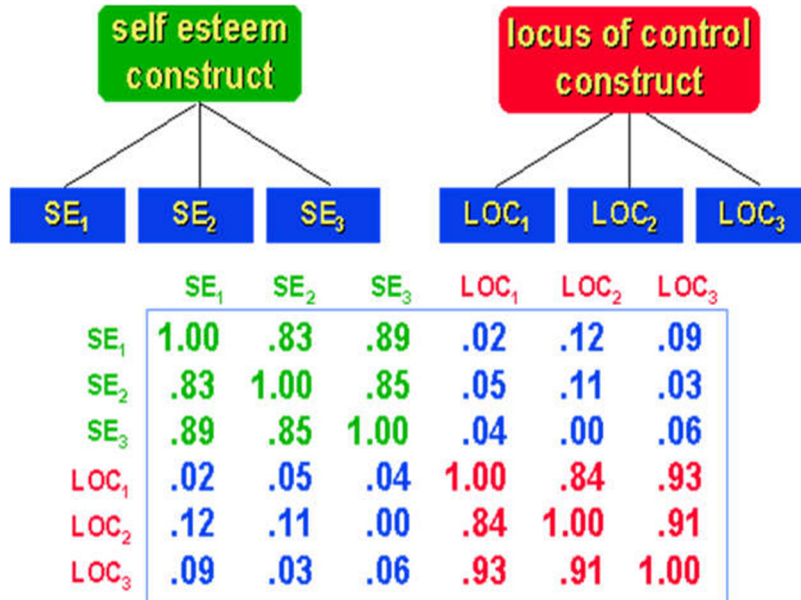 self esteem
construct
locus of control
construct
SE₁ SE₂ SE₃ LOC₁ LOC₂ LOC₃
SE₁ SE₂ SE₃ LOC₁ LOC₂ LOC₃
SE₁ 1.00 .83 .89 .02 .12 .09
SE₂ .83 1.00 .85 .05 .11 .03
SE₃ .89 .85 1.00 .04 .00 .06
LOC₁ .02 .05 .04 1.00 .84 .93
LOC₂ .12 .11 .00 .84 1.00 .91
LOC₃ .09 .03 .06 .93 .91 1.00